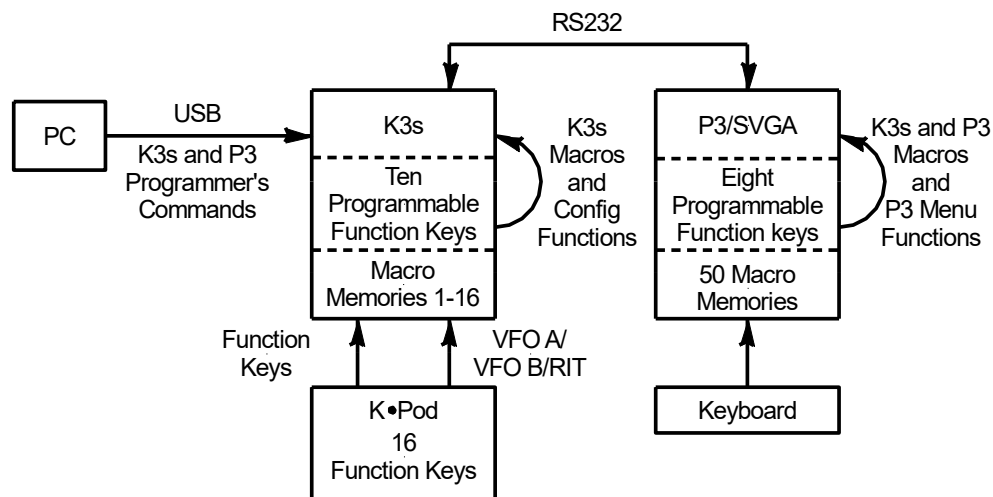 RS232
PC
USB
K3s and P3
Programmer's
Commands
K3s
Ten
Programmable
Function Keys
Macro
Memories 1-16
K3s
Macros
and
Config
Functions
P3/SVGA
Eight
Programmable
Function keys
50 Macro
Memories
K3s and P3
Macros
and
P3 Menu
Functions
Function
Keys
VFO A/
VFO B/RIT
K•Pod
16
Function Keys
Keyboard